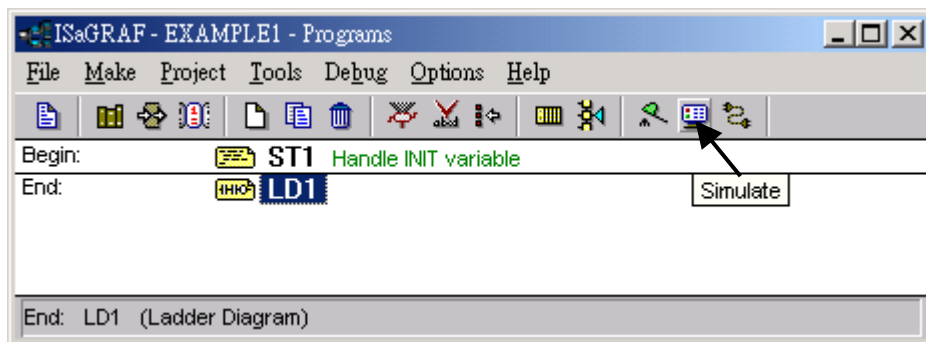 ISaGRAF - EXAMPLE1 - Programs
File Make Project Tools Debug Options Help
Begin: ST1 Handle INIT variable
End: LD1
Simulate
End: LD1 (Ladder Diagram)